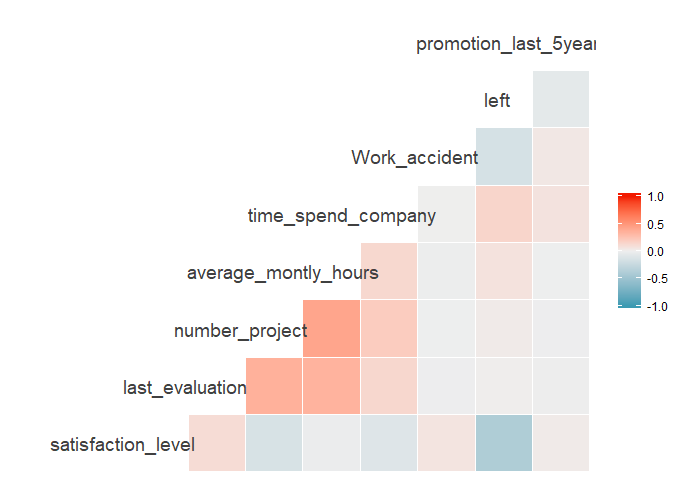 promotion_last_5year
left
Work_accident
time_spend_company
average_montly_hours
number_project
last_evaluation
satisfaction_level
1.0
0.5
0.0
-0.5
-1.0